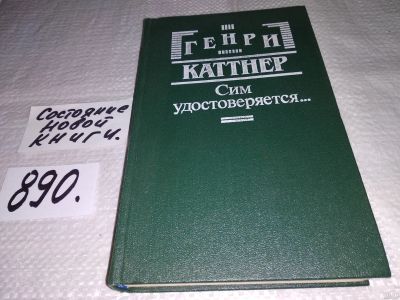 ГЕНРИ
КАТТНЕР
Сим
удостоверяется...
Состояние
новой
книги.
890.